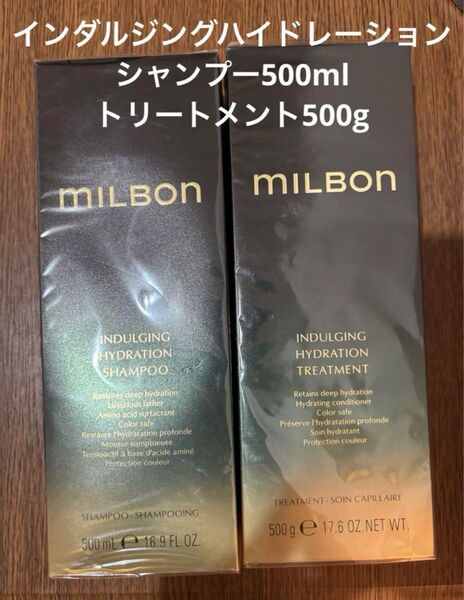 インダルジングハイドレーション
シャンプー500ml
トリートメント500g
MILBON
INDULGING
HYDRATION
SHAMPOO
Restores deep hydration
Luxurious lather
Amino acid surfactant
Color safe
Restaure l'hydratation profonde
Mousse somptueuse
Tensioactif à base d'acide aminé
Protection couleur
SHAMPOO • SHAMPOOING
500 mL ℮ 16.9 FL.OZ.
MILBON
INDULGING
HYDRATION
TREATMENT
Retains deep hydration
Hydrating conditioner
Color safe
Préserve l'hydratation profonde
Soin hydratant
Protection couleur
TREATMENT • SOIN CAPILLAIRE
500 g ℮ 17.6 OZ. NET WT.